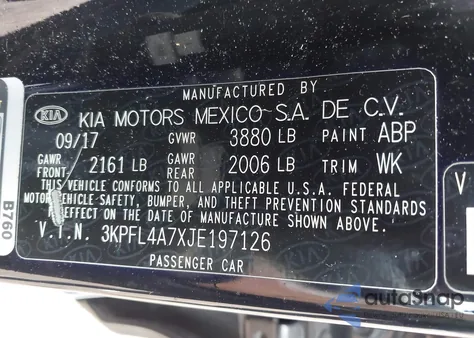 MANUFACTURED BY
KIA KIA MOTORS MEXICO S.A. DE C.V.
09/17 GVWR 3880 LB PAINT ABP
GAWR FRONT 2161 LB GAWR REAR 2006 LB TRIM WK
THIS VEHICLE CONFORMS TO ALL APPLICABLE U.S.A. FEDERAL
MOTOR VEHICLE SAFETY, BUMPER, AND THEFT PREVENTION STANDARDS
IN EFFECT ON THE DATE OF MANUFACTURE SHOWN ABOVE.
V.I.N. 3KPFL4A7XJE197126
PASSENGER CAR
B760
V
autoSnap